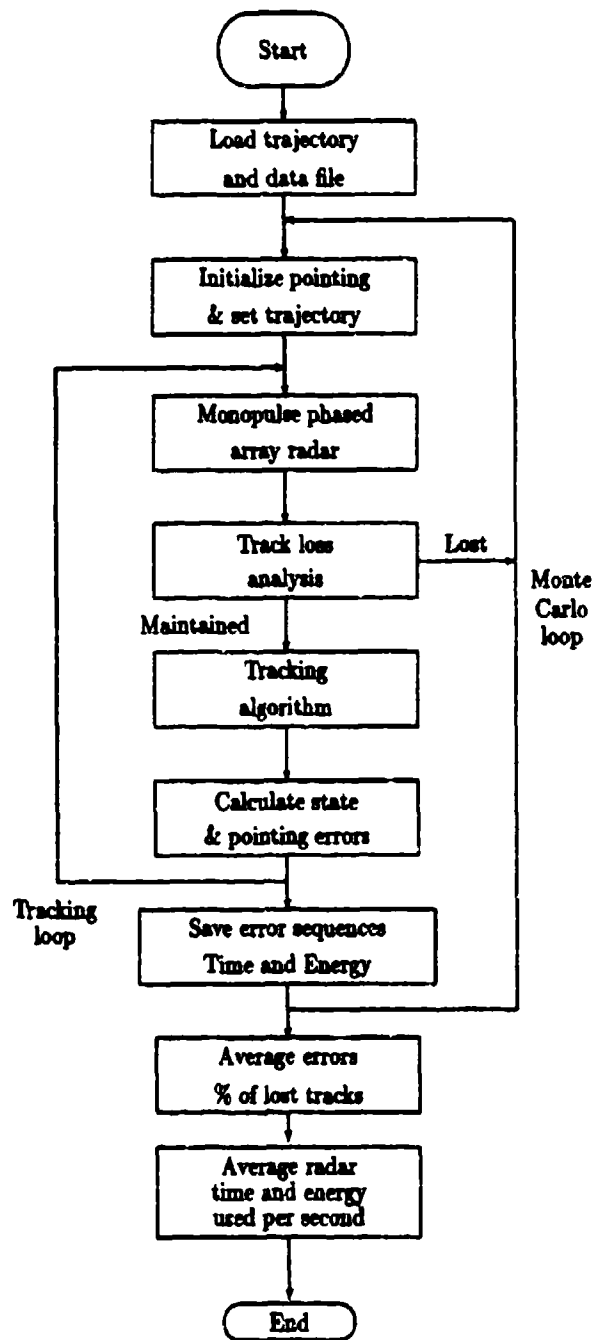 Start
Load trajectory
and data file
Initialize pointing
& set trajectory
Monopulse phased
array radar
Track loss
analysis
Lost
Monte
Carlo
loop
Maintained
Tracking
algorithm
Calculate state
& pointing errors
Tracking
loop
Save error sequences
Time and Energy
Average errors
% of lost tracks
Average radar
time and energy
used per second
End